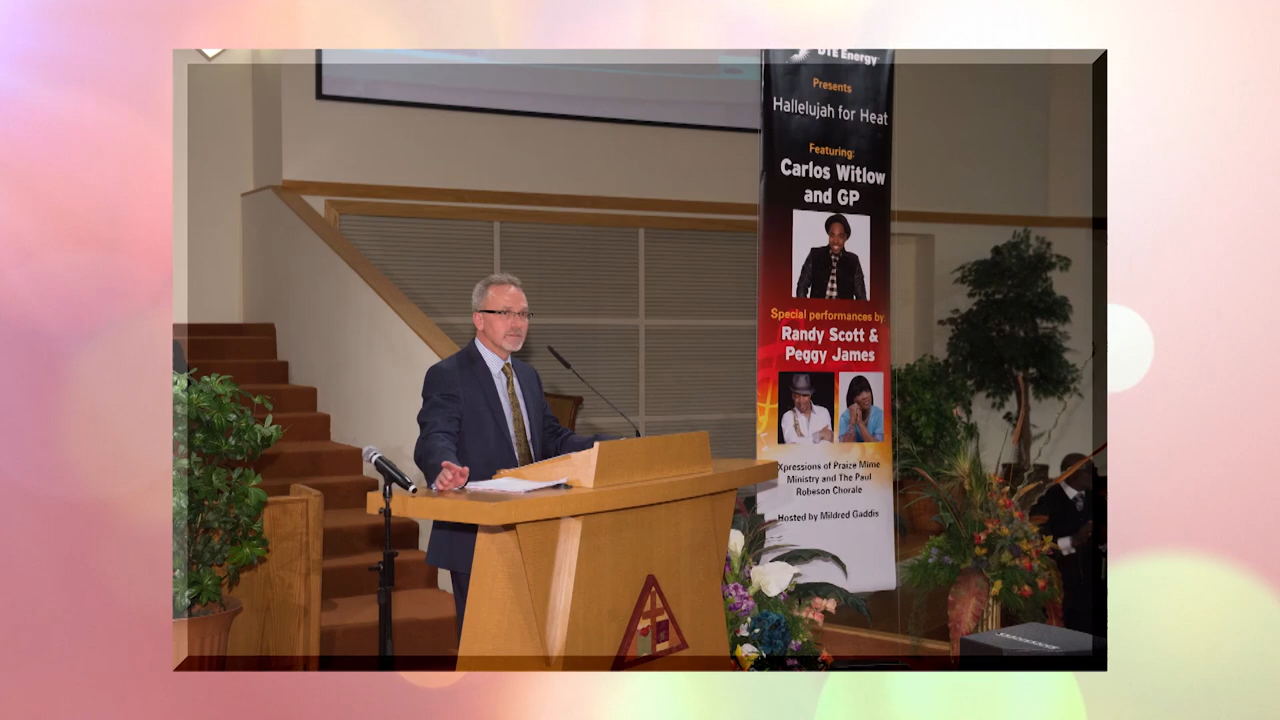 DTE Energy
Presents
Hallelujah for Heat
Featuring:
Carlos Witlow
and GP
Special performances by:
Randy Scott &
Peggy James
Xpressions of Praize Mime
Ministry and The Paul
Robeson Chorale
Hosted by Mildred Gaddis